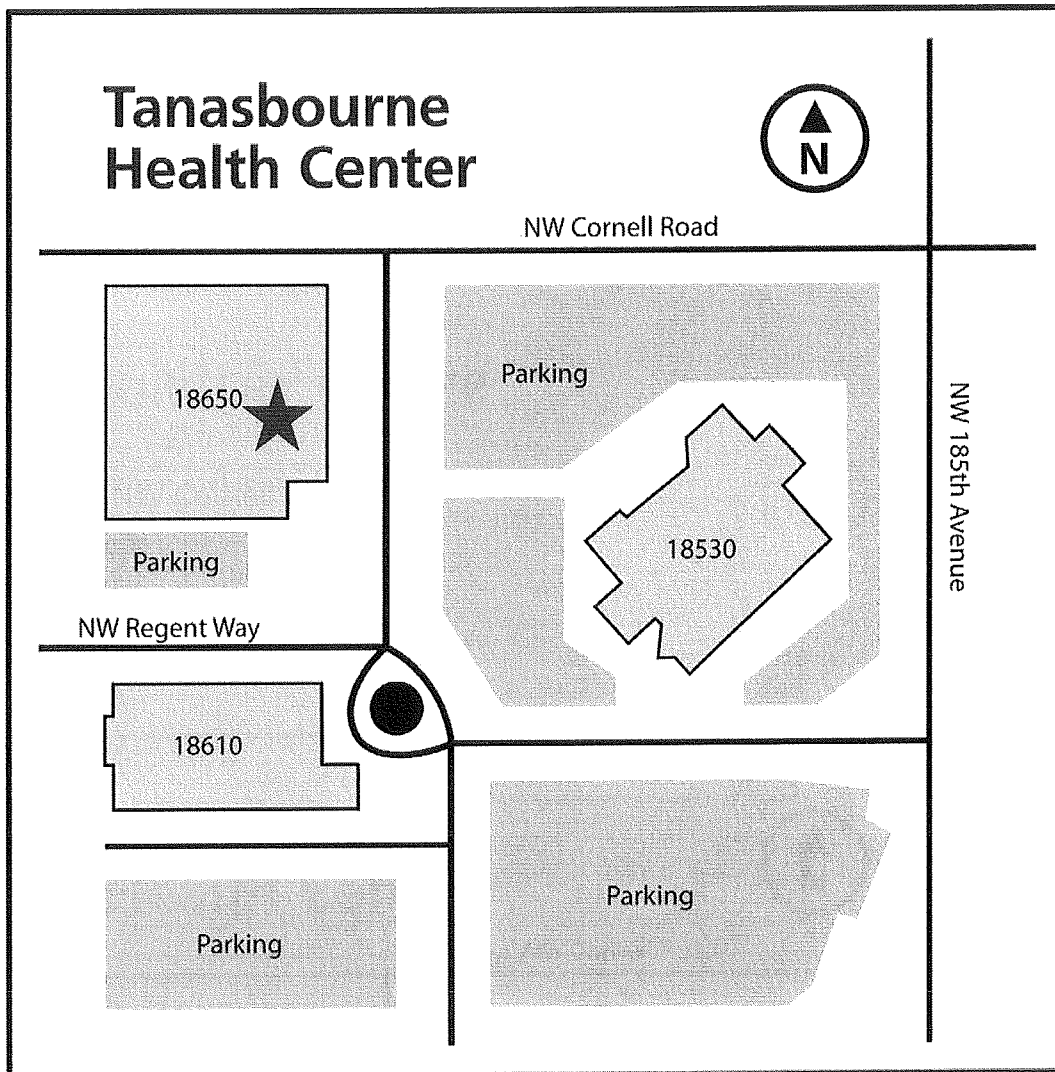 Tanasbourne
Health Center
N
NW Cornell Road
18650
Parking
NW 185th Avenue
18530
Parking
NW Regent Way
18610
Parking
Parking